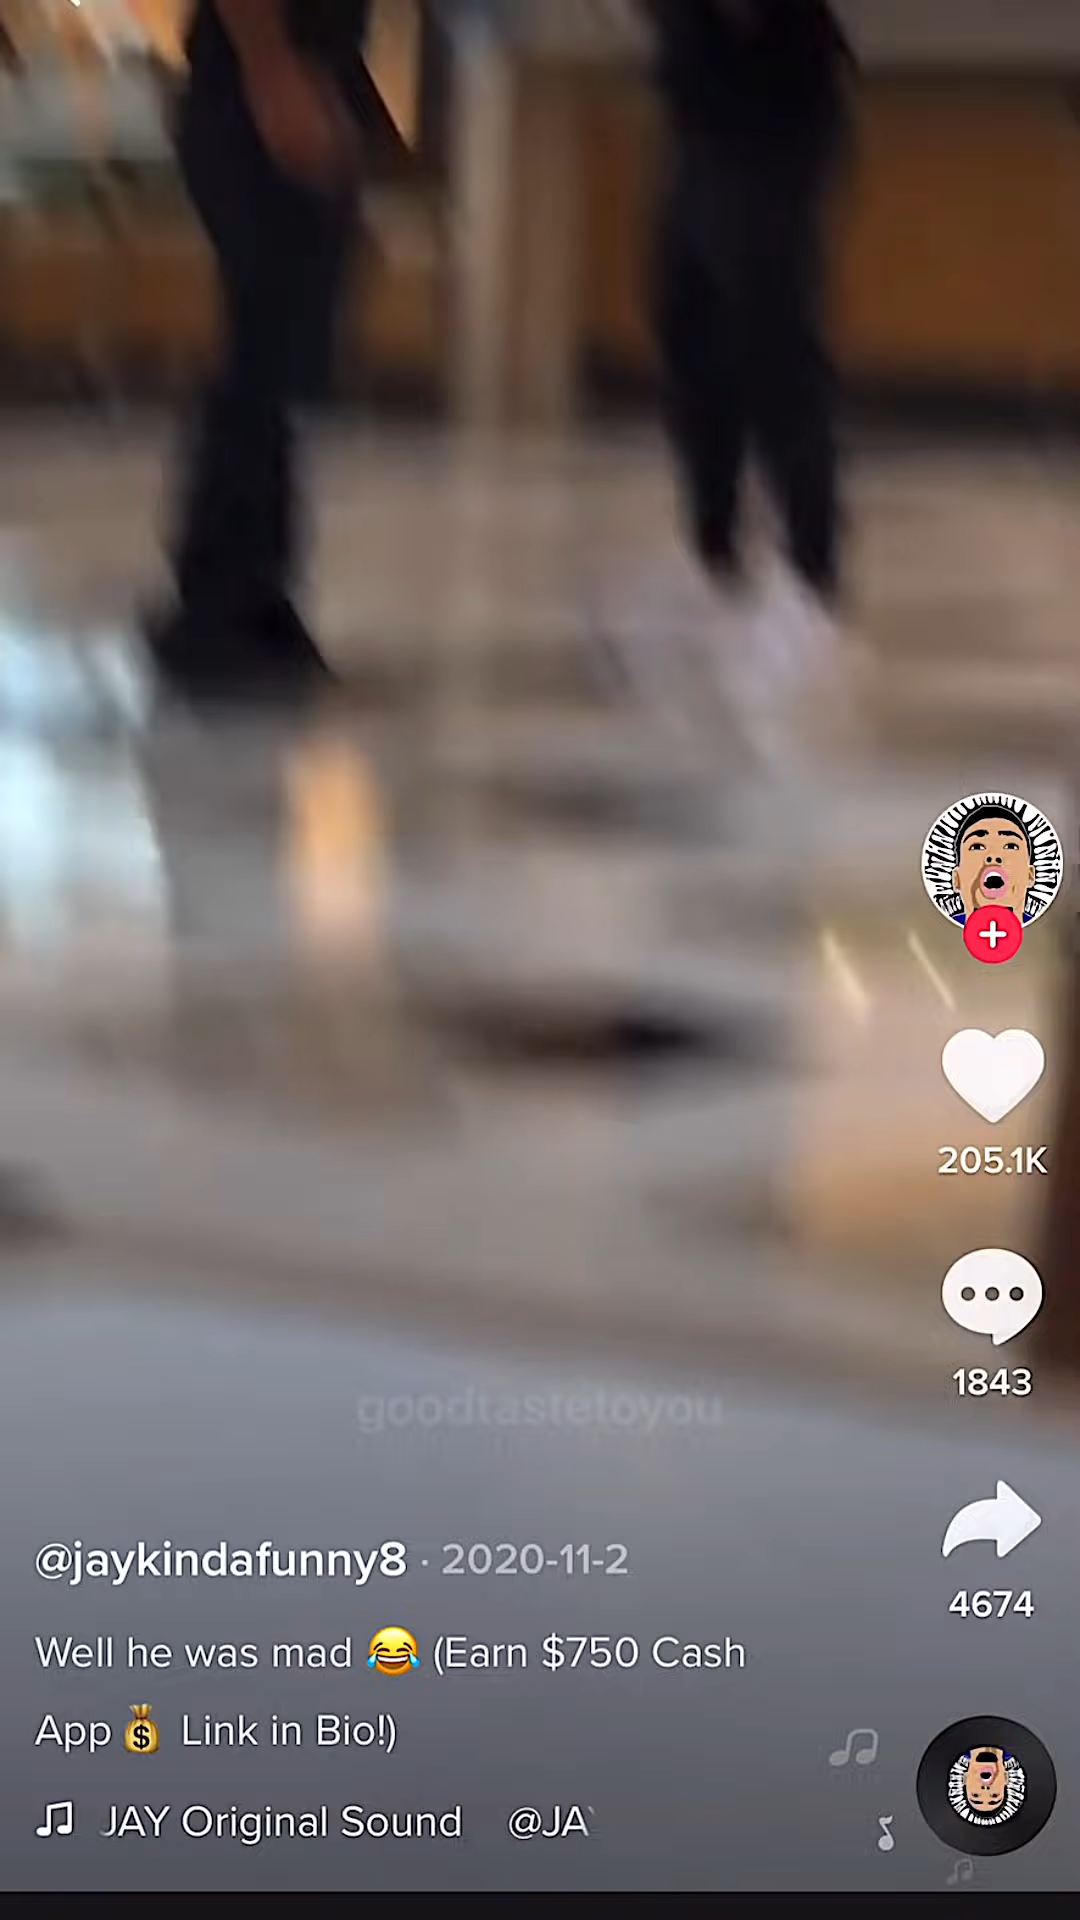 205.1K
1843
goodtastetoyou
4674
@jaykindafunny8 · 2020-11-2
Well he was mad 😂 (Earn $750 Cash
App💰 Link in Bio!)
JAY Original Sound @JA